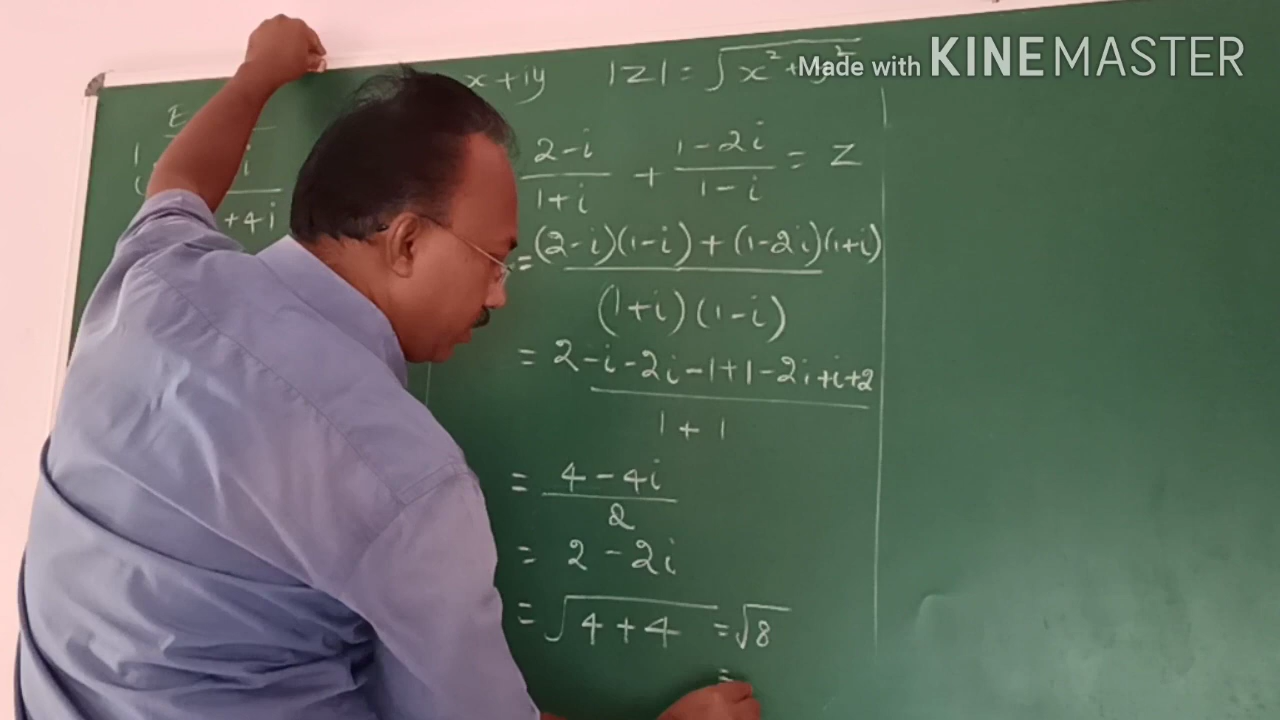 Made with KINEMASTER
x+iy |z| = √x²+y²
2-i/1+i + 1-2i/1-i = z
= (2-i)(1-i) + (1-2i)(1+i)
(1+i)(1-i)
= 2-i-2i-1+1-2i+i+2
1+1
= 4-4i
2
= 2-2i
= √4+4 = √8
=
i
+4i